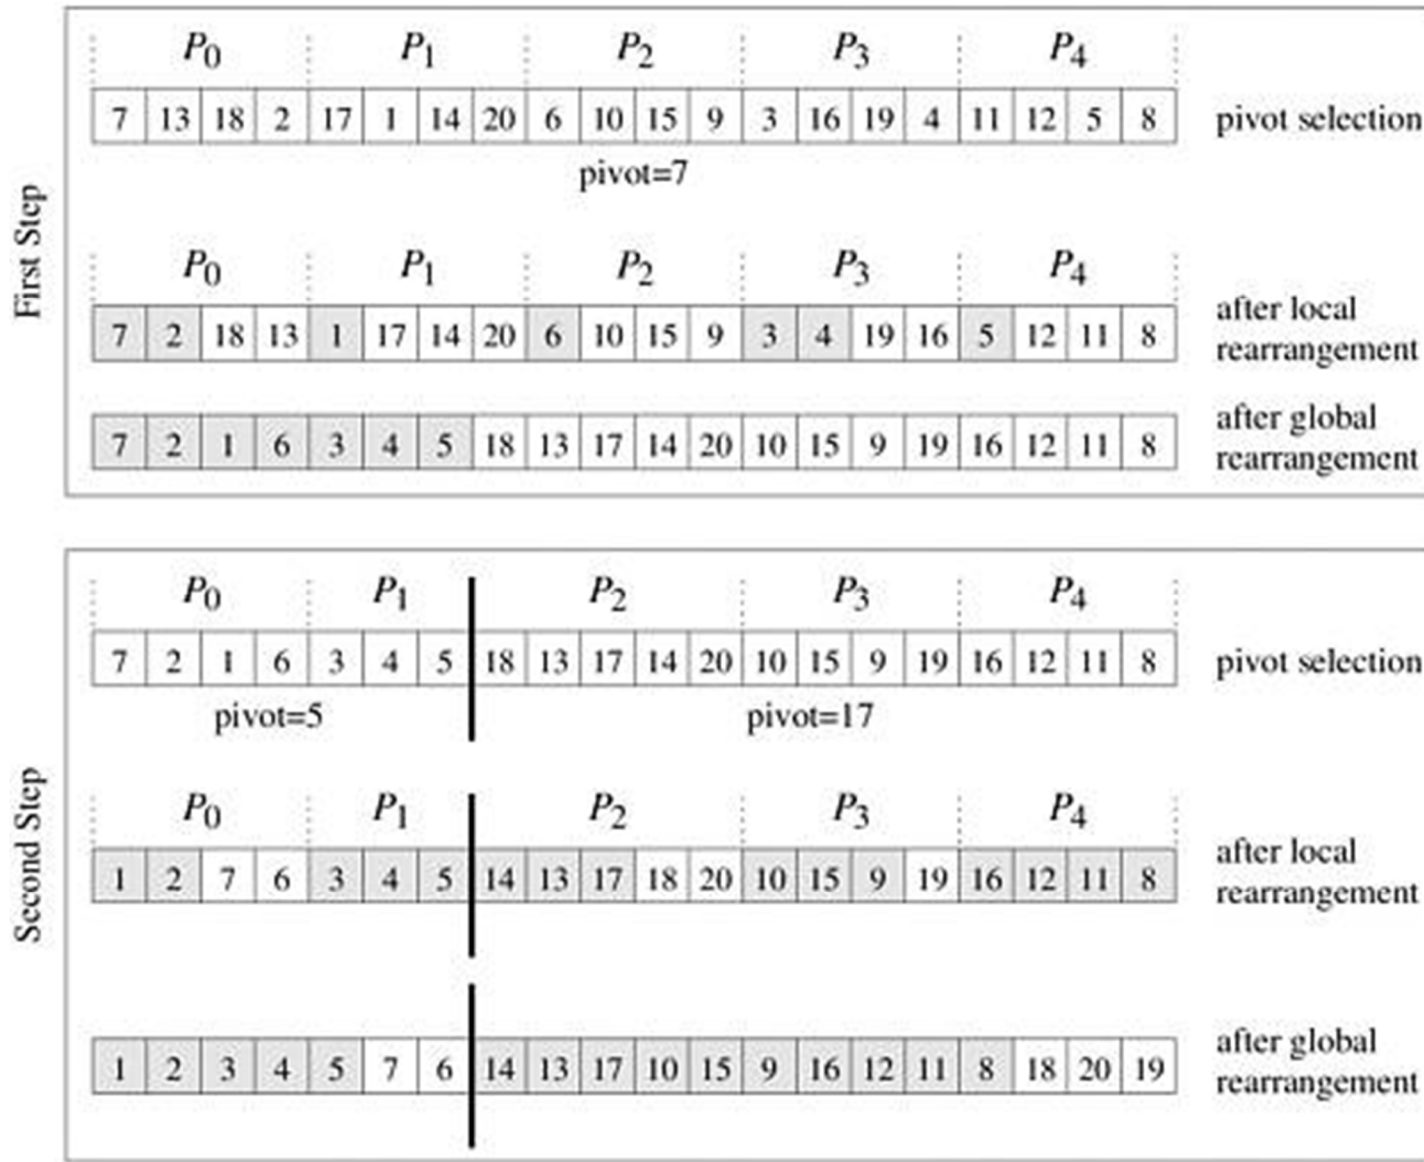 First Step
P0 P1 P2 P3 P4
7 13 18 2 17 1 14 20 6 10 15 9 3 16 19 4 11 12 5 8 pivot selection
pivot=7
P0 P1 P2 P3 P4
7 2 18 13 1 17 14 20 6 10 15 9 3 4 19 16 5 12 11 8 after local rearrangement
7 2 1 6 3 4 5 18 13 17 14 20 10 15 9 19 16 12 11 8 after global rearrangement
Second Step
P0 P1 P2 P3 P4
7 2 1 6 3 4 5 18 13 17 14 20 10 15 9 19 16 12 11 8 pivot selection
pivot=5 pivot=17
P0 P1 P2 P3 P4
1 2 7 6 3 4 5 14 13 17 18 20 10 15 9 19 16 12 11 8 after local rearrangement
1 2 3 4 5 7 6 14 13 17 10 15 9 16 12 11 8 18 20 19 after global rearrangement